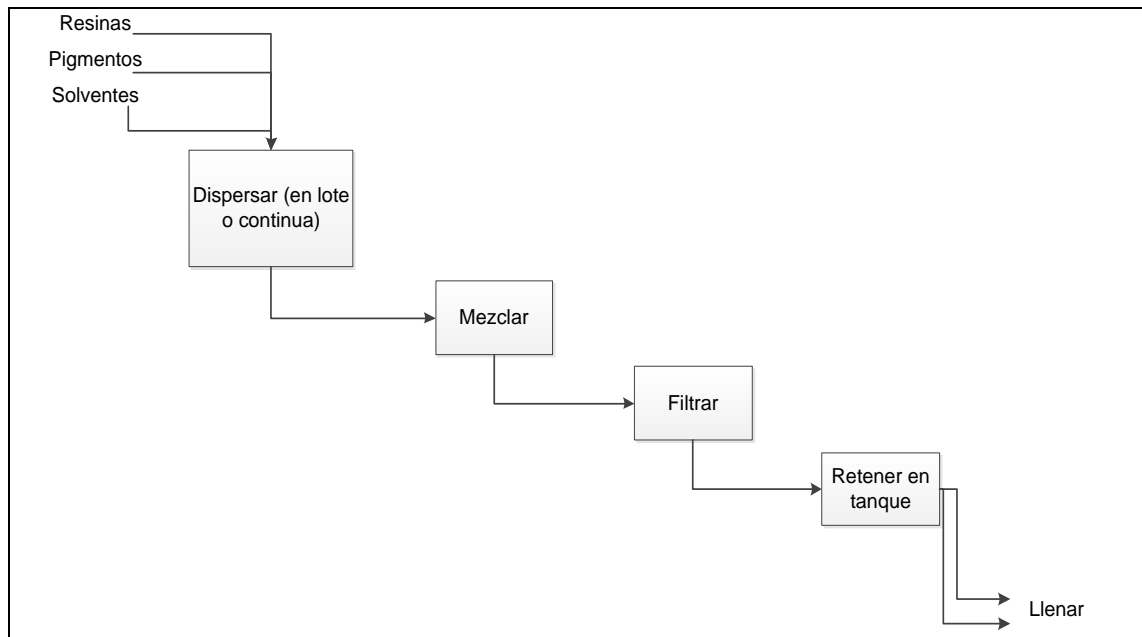 Resinas
Pigmentos
Solventes
Dispersar (en lote
o continua)
Mezclar
Filtrar
Retener en
tanque
Llenar